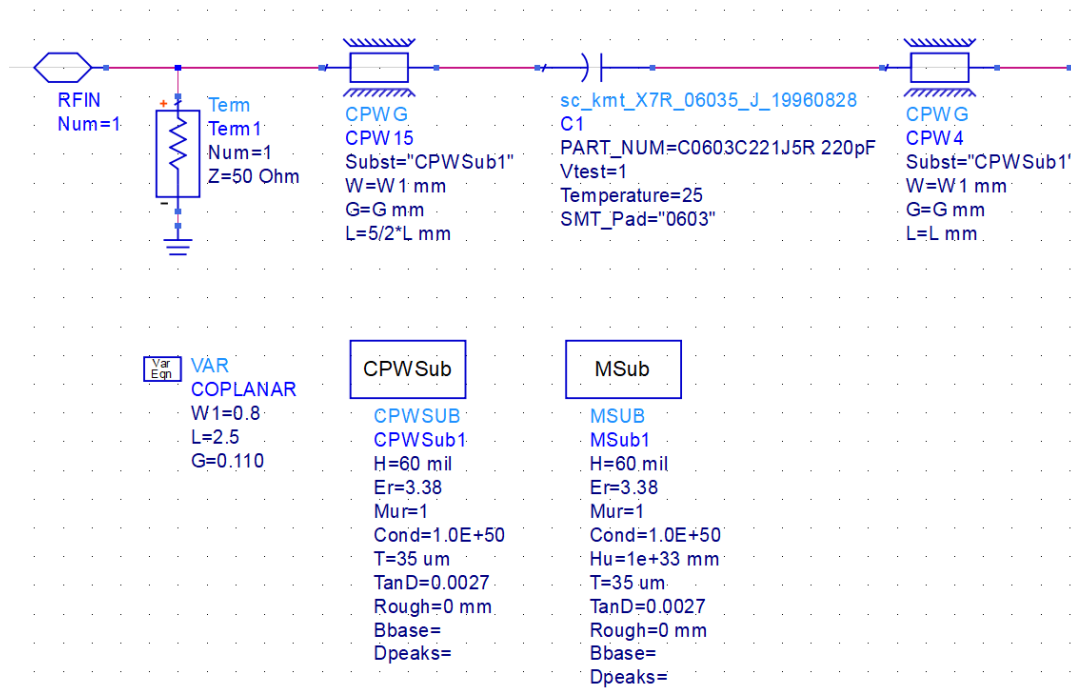 RFIN
Num=1
+
Term
Term1
Num=1
Z=50 Ohm
-
CPWG
CPW15
Subst="CPWSub1"
W=W1 mm
G=G mm
L=5/2*L mm
sc_kmt_X7R_06035_J_19960828
C1
PART_NUM=C0603C221J5R 220pF
Vtest=1
Temperature=25
SMT_Pad="0603"
CPWG
CPW4
Subst="CPWSub1"
W=W1 mm
G=G mm
L=L mm
Var
Eqn
VAR
COPLANAR
W1=0.8
L=2.5
G=0.110
CPWSub
CPWSUB
CPWSub1
H=60 mil
Er=3.38
Mur=1
Cond=1.0E+50
T=35 um
TanD=0.0027
Rough=0 mm
Bbase=
Dpeaks=
MSub
MSUB
MSub1
H=60 mil
Er=3.38
Mur=1
Cond=1.0E+50
Hu=1e+33 mm
T=35 um
TanD=0.0027
Rough=0 mm
Bbase=
Dpeaks=